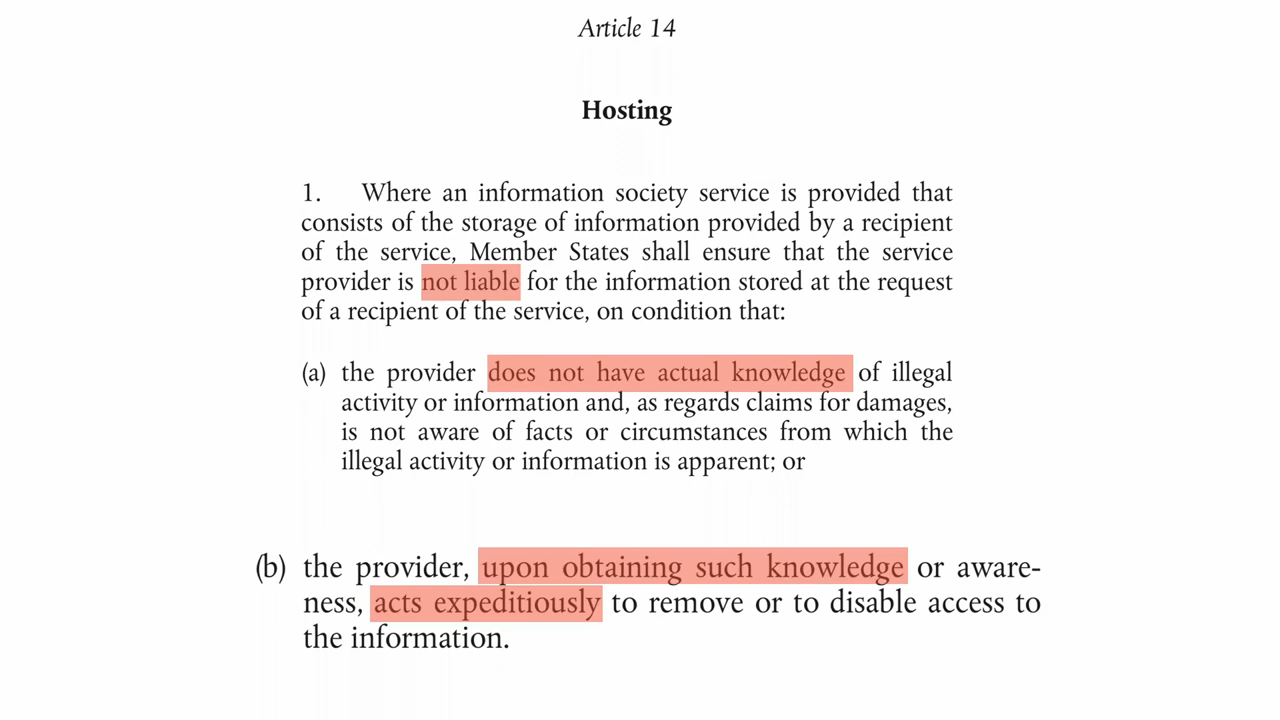 Article 14
Hosting
1. Where an information society service is provided that
consists of the storage of information provided by a recipient
of the service, Member States shall ensure that the service
provider is not liable for the information stored at the request
of a recipient of the service, on condition that:
(a) the provider does not have actual knowledge of illegal
activity or information and, as regards claims for damages,
is not aware of facts or circumstances from which the
illegal activity or information is apparent; or
(b) the provider, upon obtaining such knowledge or aware-
ness, acts expeditiously to remove or to disable access to
the information.